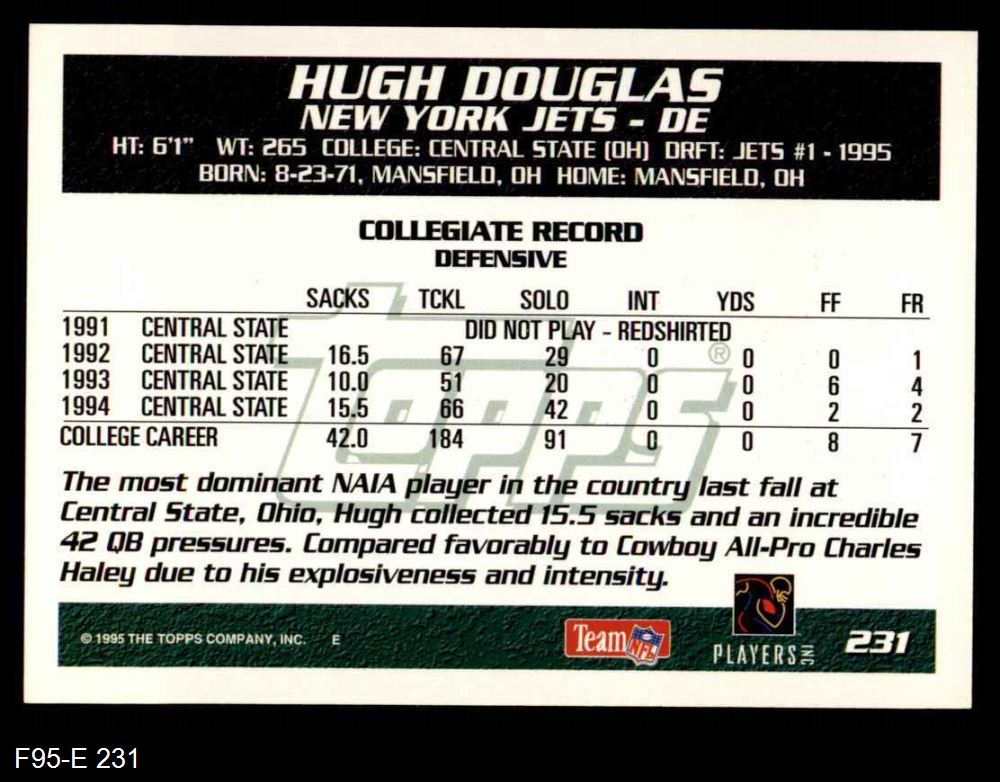 HUGH DOUGLAS
NEW YORK JETS - DE
HT: 6'1" WT: 265 COLLEGE: CENTRAL STATE (OH) DRFT: JETS #1 - 1995
BORN: 8-23-71, MANSFIELD, OH HOME: MANSFIELD, OH
COLLEGIATE RECORD
DEFENSIVE
SACKS TCKL SOLO INT YDS FF FR
1991 CENTRAL STATE DID NOT PLAY - REDSHIRTED
1992 CENTRAL STATE 16.5 67 29 0 0 0 1
1993 CENTRAL STATE 10.0 51 20 0 0 6 4
1994 CENTRAL STATE 15.5 66 42 0 0 2 2
COLLEGE CAREER 42.0 184 91 0 0 8 7
TOPPS ®
The most dominant NAIA player in the country last fall at
Central State, Ohio, Hugh collected 15.5 sacks and an incredible
42 QB pressures. Compared favorably to Cowboy All-Pro Charles
Haley due to his explosiveness and intensity.
© 1995 THE TOPPS COMPANY, INC. E
Team NFL
PLAYERS INC
231
F95-E 231